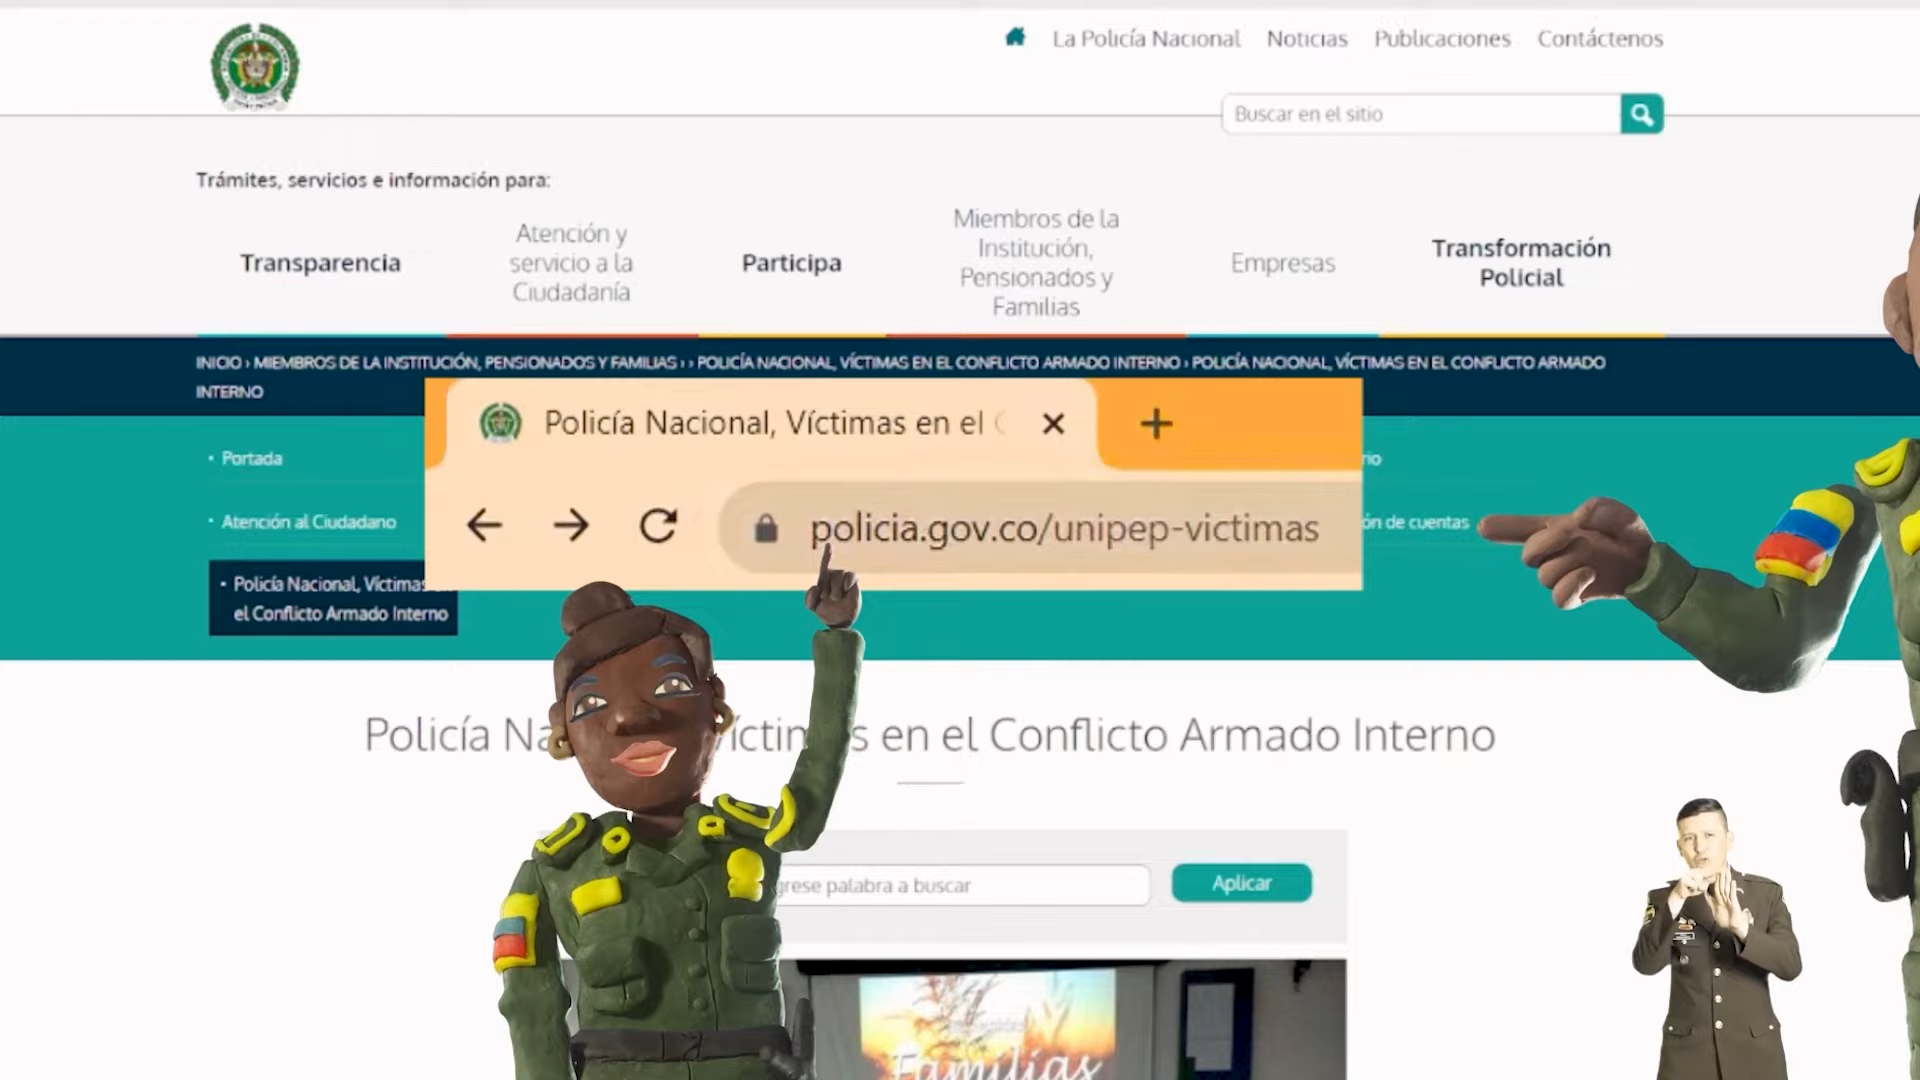 La Policía Nacional Noticias Publicaciones Contáctenos
Buscar en el sitio
Trámites, servicios e información para:
Transparencia
Atención y
servicio a la
Ciudadanía
Participa
Miembros de la
Institución,
Pensionados y
Familias
Empresas
Transformación
Policial
INICIO › MIEMBROS DE LA INSTITUCIÓN, PENSIONADOS Y FAMILIAS › › POLICÍA NACIONAL, VÍCTIMAS EN EL CONFLICTO ARMADO INTERNO › POLICÍA NACIONAL, VÍCTIMAS EN EL CONFLICTO ARMADO
INTERNO
Policía Nacional, Víctimas en el
policia.gov.co/unipep-victimas
• Portada
• Atención al Ciudadano
de cuentas
• Policía Nacional, Víctimas
el Conflicto Armado Interno
Policía en el Conflicto Armado Interno
palabra a buscar
Aplicar
Familias